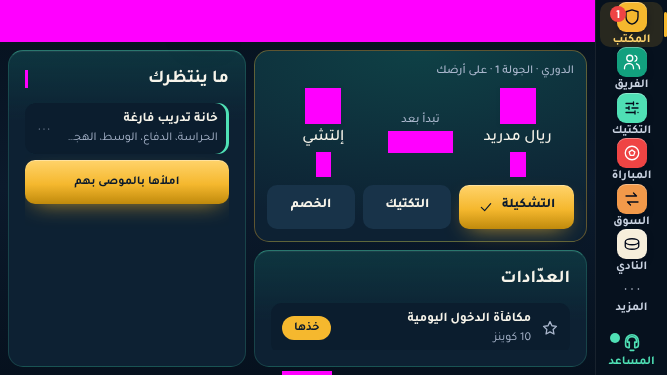 1
المكتب
الفريق
التكتيك
المباراة
السوق
النادي
...
المزيد
المساعد
الدوري · الجولة 1 · على أرضك
ريال مدريد
تبدأ بعد
إلتشي
التشكيلة
التكتيك
الخصم
العدّادات
مكافأة الدخول اليومية
10 كوينز
خذها
ما ينتظرك
خانة تدريب فارغة
الحراسة، الدفاع، الوسط، الهجـ...
...
املأها بالموصى بهم